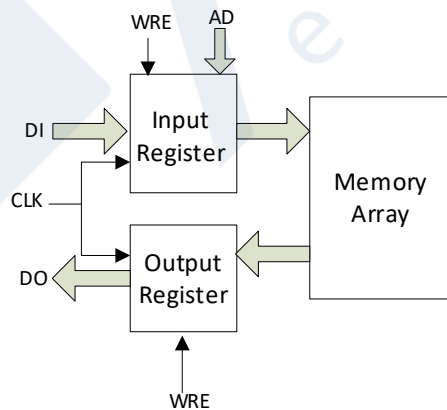 WRE
AD
DI
Input
Register
Memory
Array
CLK
DO
Output
Register
WRE
e